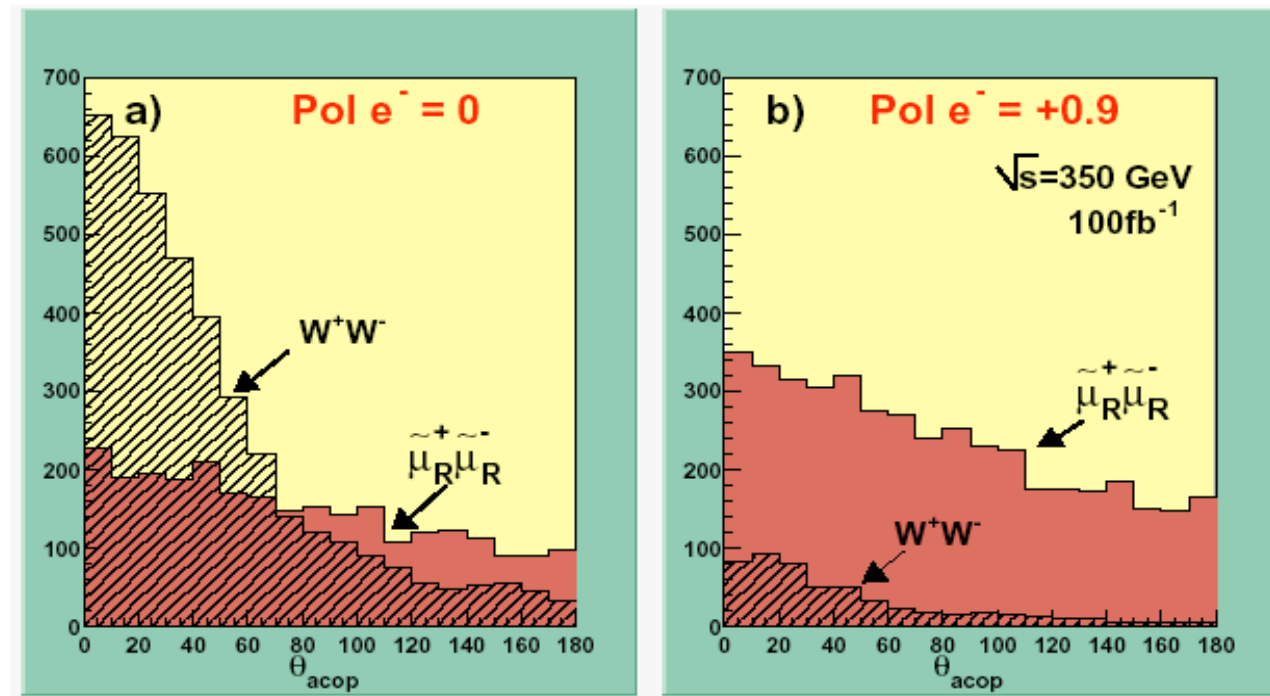 a) Pol e⁻ = 0
700
600
500
400
300
200
100
0
W⁺W⁻
μ̃⁺Rμ̃⁻R
0 20 40 60 80 100 120 140 160 180
θacop
b) Pol e⁻ = +0.9
√s=350 GeV
100fb⁻¹
700
600
500
400
300
200
100
0
μ̃⁺Rμ̃⁻R
W⁺W⁻
0 20 40 60 80 100 120 140 160 180
θacop